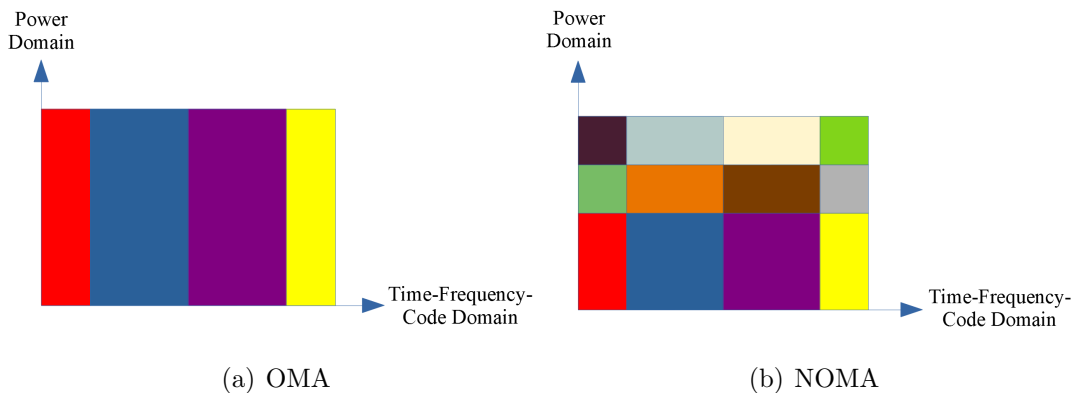 Power
Domain
Time-Frequency-
Code Domain
(a) OMA
Power
Domain
Time-Frequency-
Code Domain
(b) NOMA